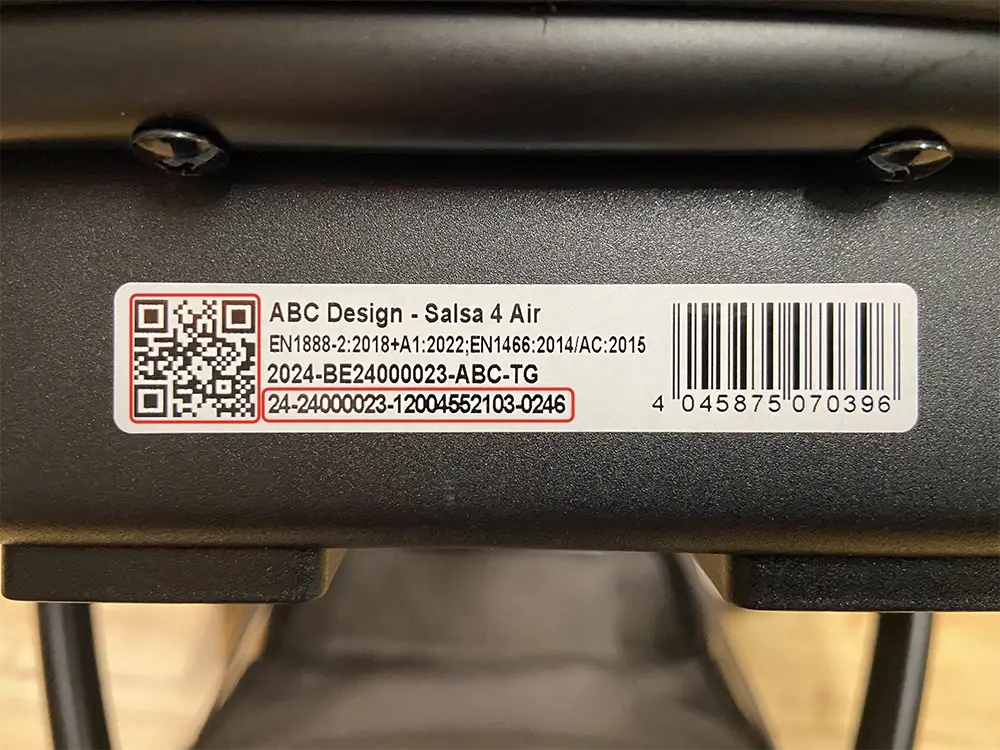 ABC Design - Salsa 4 Air
EN1888-2:2018+A1:2022;EN1466:2014/AC:2015
2024-BE24000023-ABC-TG
24-24000023-12004552103-0246
4 045875 070396